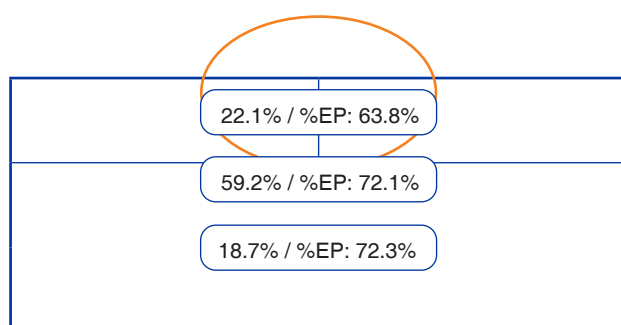 22.1% / %EP: 63.8%
59.2% / %EP: 72.1%
18.7% / %EP: 72.3%